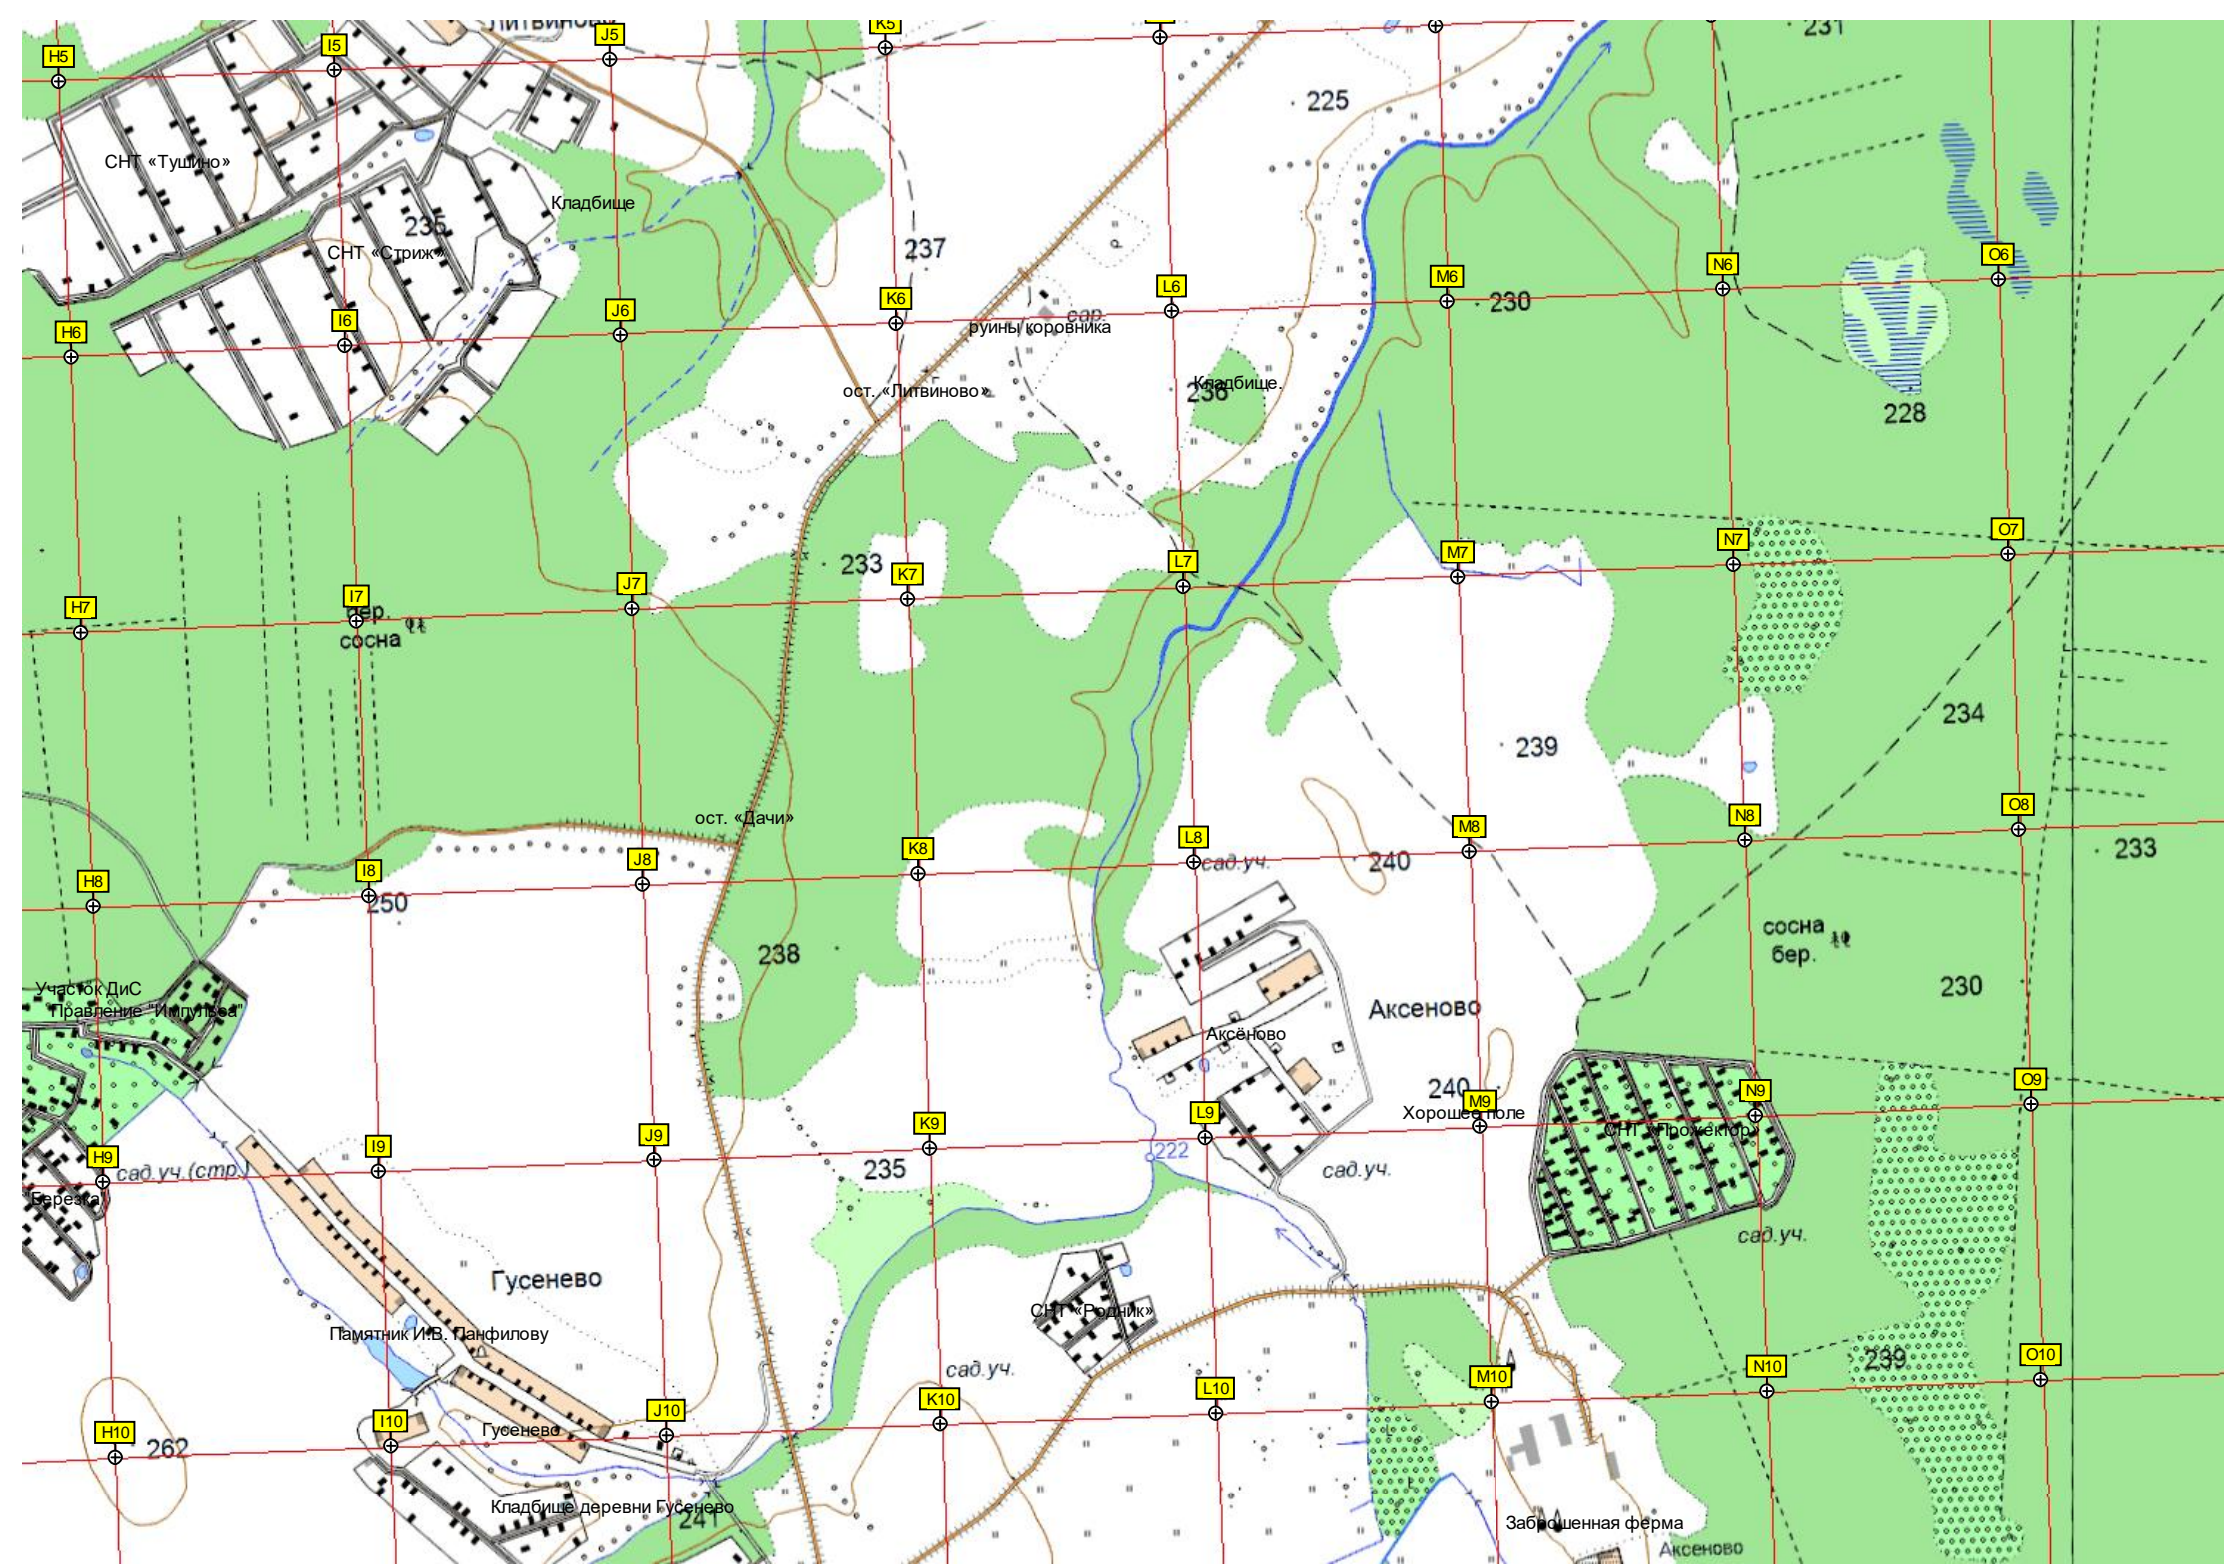 Литвиново
231
K5
J5
I5
H5
225
СНТ «Тушино»
Кладбище
235
237
СНТ «Стриж»
O6
N6
M6
L6
K6
J6
I6
H6
230
сар.
руины коровника
ост. «Литвиново»
Кладбище.
236
228
O7
N7
M7
L7
K7
J7
I7
H7
233
бер.
сосна
234
239
ост. «Дачи»
O8
N8
M8
L8
K8
J8
I8
H8
сад.уч.
240
233
250
сосна
бер.
238
230
Участок ДиС
Правление "Импульса"
Аксеново
Аксёново
240
O9
N9
M9
L9
K9
J9
I9
H9
Хорошее поле
СНТ «Прожектор»
222
235
сад.уч.
сад.уч.(стр.)
Березка
сад.уч.
Гусенево
СНТ «Родник»
Памятник И.В. Панфилову
239
сад.уч.
O10
N10
M10
L10
K10
J10
I10
H10
Гусенево
262
Кладбище деревни Гусенево
241
Заброшенная ферма
Аксеново